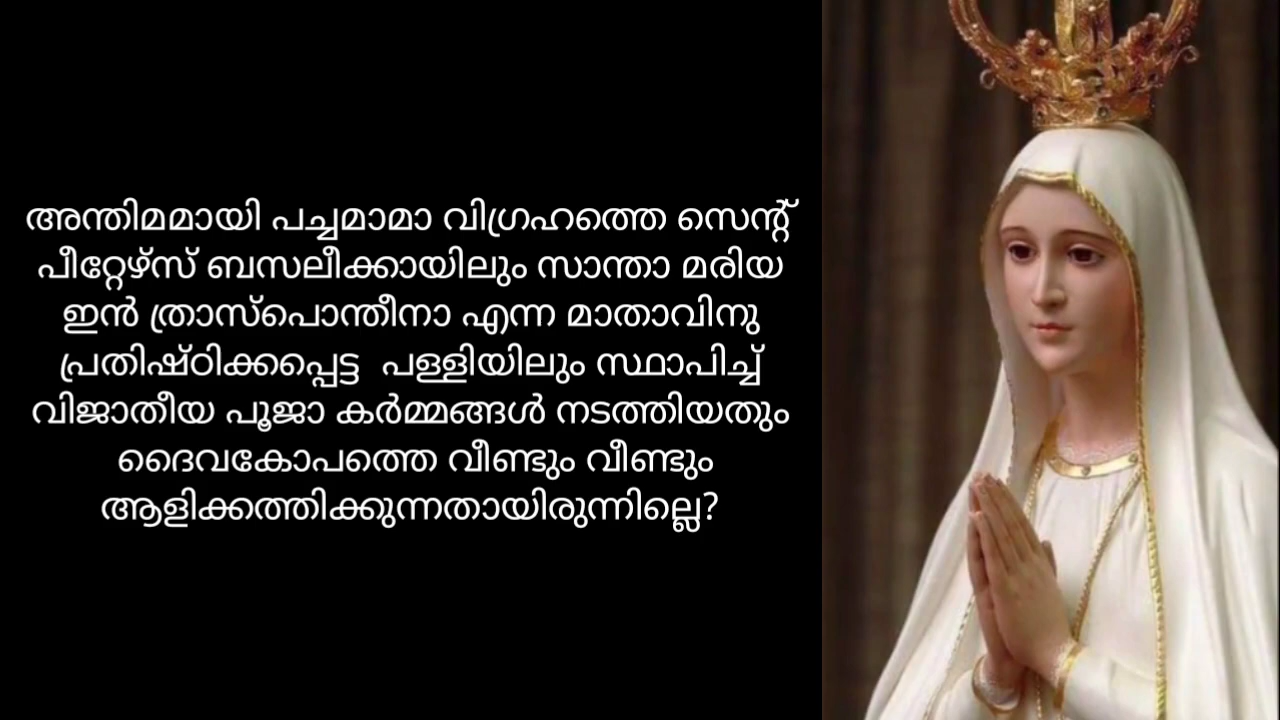 അന്തിമമായി പച്ചമാമാ വിഗ്രഹത്തെ സെന്റ്
പീറ്റേഴ്സ് ബസലീക്കായിലും സാന്താ മരിയ
ഇൻ ത്രാസ്പൊന്തീനാ എന്ന മാതാവിനു
പ്രതിഷ്ഠിക്കപ്പെട്ട പള്ളിയിലും സ്ഥാപിച്ച്
വിജാതീയ പൂജാ കർമ്മങ്ങൾ നടത്തിയതും
ദൈവകോപത്തെ വീണ്ടും വീണ്ടും
ആളിക്കത്തിക്കുന്നതായിരുന്നില്ലെ?